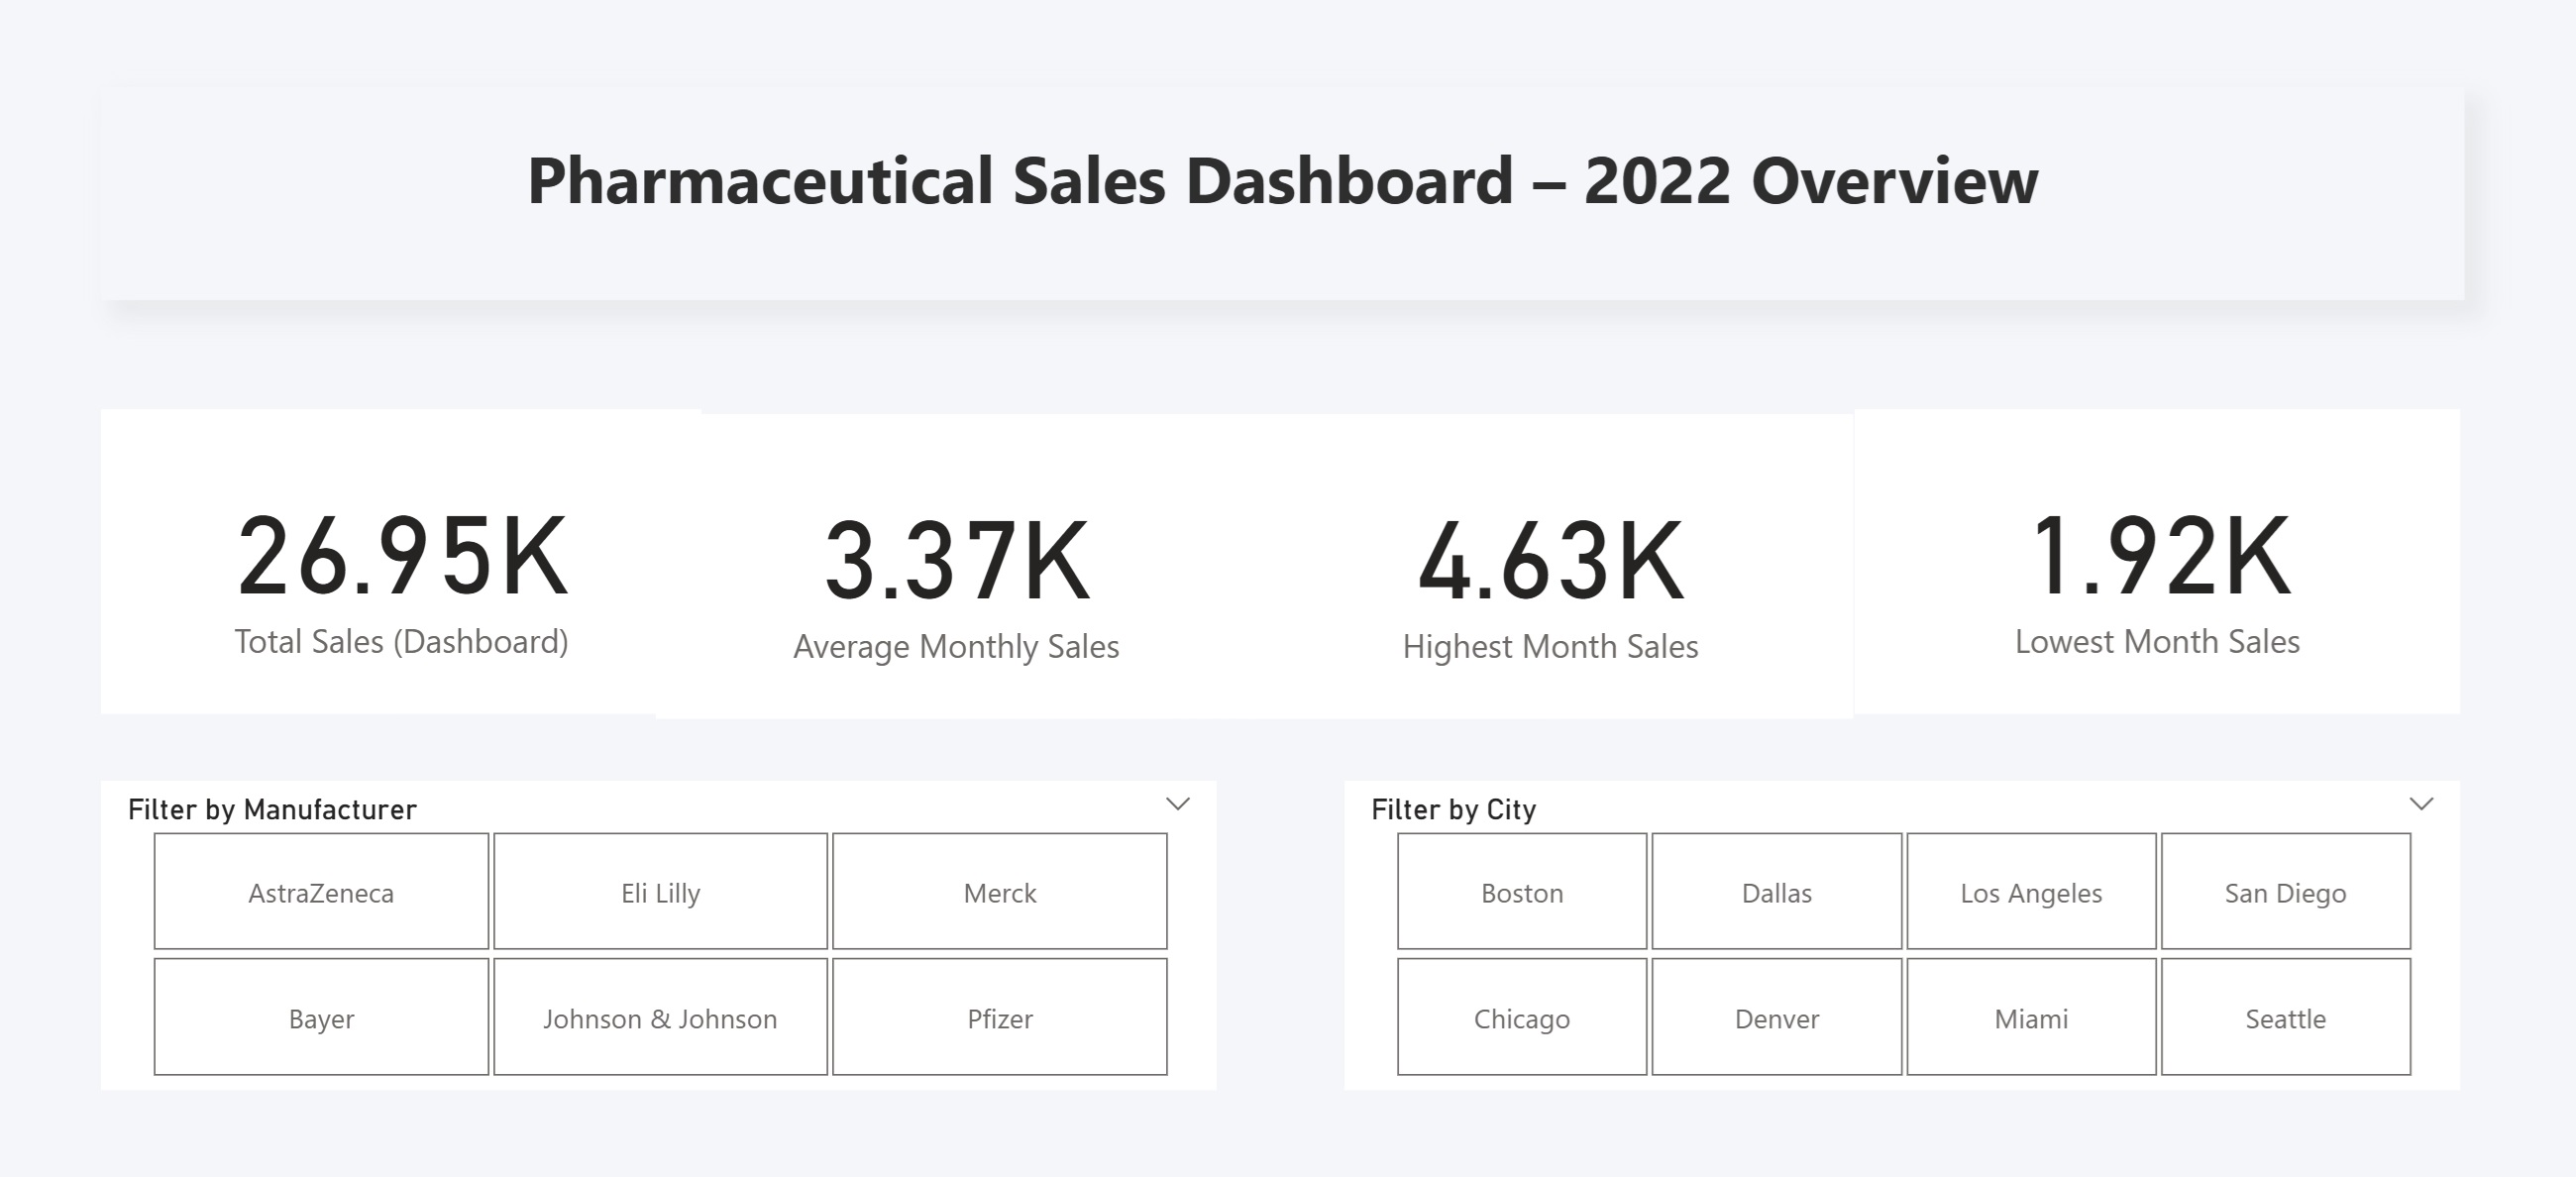 Pharmaceutical Sales Dashboard – 2022 Overview
26.95K
Total Sales (Dashboard)
3.37K
Average Monthly Sales
4.63K
Highest Month Sales
1.92K
Lowest Month Sales
Filter by Manufacturer
AstraZeneca
Eli Lilly
Merck
Bayer
Johnson & Johnson
Pfizer
Filter by City
Boston
Dallas
Los Angeles
San Diego
Chicago
Denver
Miami
Seattle